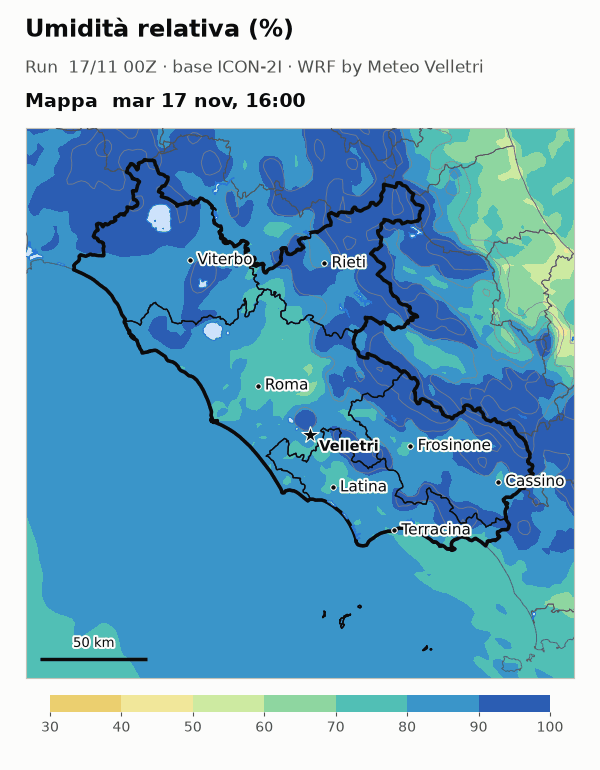 Umidità relativa (%)
Run 17/11 00Z · base ICON-2I · WRF by Meteo Velletri
Mappa mar 17 nov, 16:00
Viterbo
Rieti
Roma
Velletri
Frosinone
Cassino
Latina
Terracina
50 km
30 40 50 60 70 80 90 100